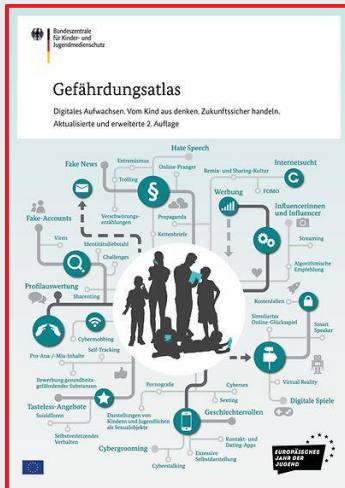 Bundeszentrale
für Kinder- und
Jugendmedienschutz
Gefährdungsatlas
Digitales Aufwachsen. Vom Kind aus denken. Zukunftssicher handeln.
Aktualisierte und erweiterte 2. Auflage
Hate Speech
Fake News
Extremismus
Online-Pranger
Remix- und Sharing-Kultur
Internetsucht
Trolling
FOMO
Werbung
Verschwörungs-
erzählungen
Propaganda
Influencerinnen
und Influencer
Fake-Accounts
Kettenbriefe
Viren
Identitätsdiebstahl
Streaming
Challenges
Algorithmische
Empfehlung
Profilauswertung
Sharenting
Kostenfallen
Cybermobbing
Simuliertes
Online-Glücksspiel
Smart
Speaker
Self-Tracking
Pro-Ana-/-Mia-Inhalte
Bewerbung gesundheits-
gefährdender Substanzen
Virtual Reality
Pornografie
Cybersex
Tasteless-Angebote
Sexting
Digitale Spiele
Suizidforen
Darstellungen von
Kindern und Jugendlichen
als Sexualobjekte
Geschlechterrollen
Selbstverletzendes
Verhalten
Kontakt- und
Dating-Apps
Cybergrooming
Exzessive
Selbstdarstellung
Cyberstalking
EUROPÄISCHES
JAHR DER
JUGEND